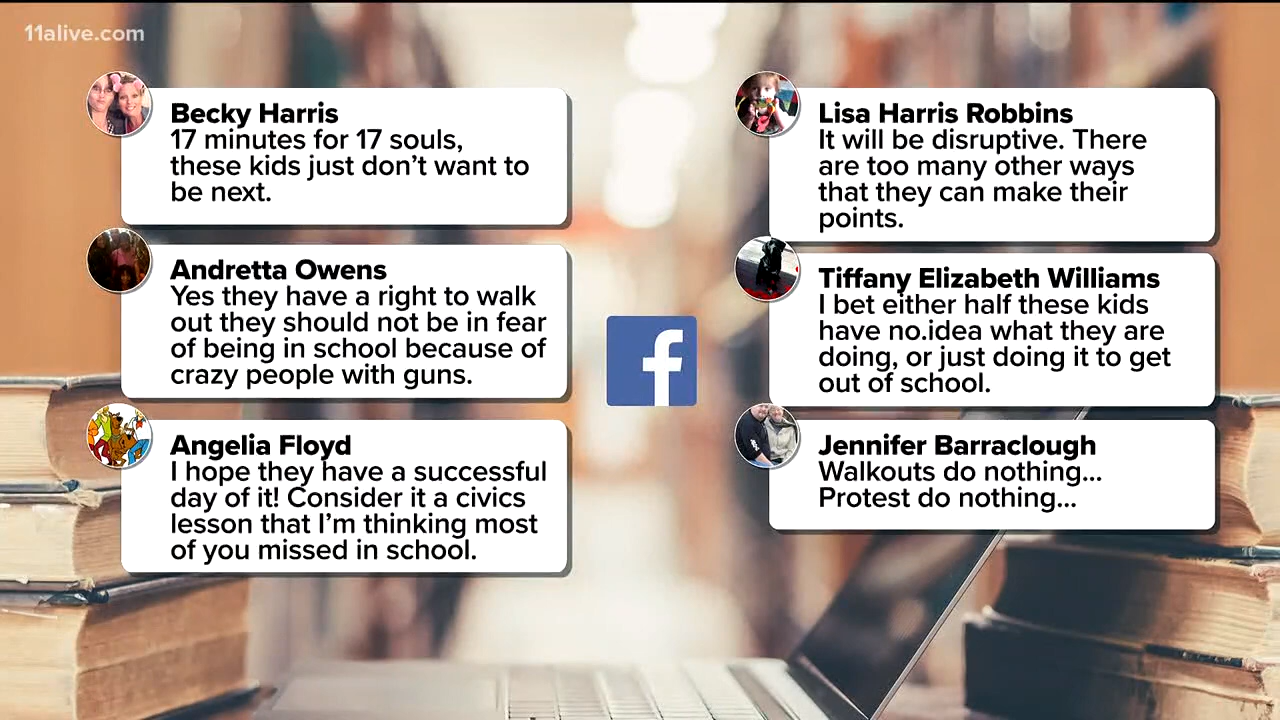 11alive.com
Becky Harris
17 minutes for 17 souls,
these kids just don’t want to
be next.
Andretta Owens
Yes they have a right to walk
out they should not be in fear
of being in school because of
crazy people with guns.
Angelia Floyd
I hope they have a successful
day of it! Consider it a civics
lesson that I’m thinking most
of you missed in school.
f
Lisa Harris Robbins
It will be disruptive. There
are too many other ways
that they can make their
points.
Tiffany Elizabeth Williams
I bet either half these kids
have no.idea what they are
doing, or just doing it to get
out of school.
Jennifer Barraclough
Walkouts do nothing...
Protest do nothing...